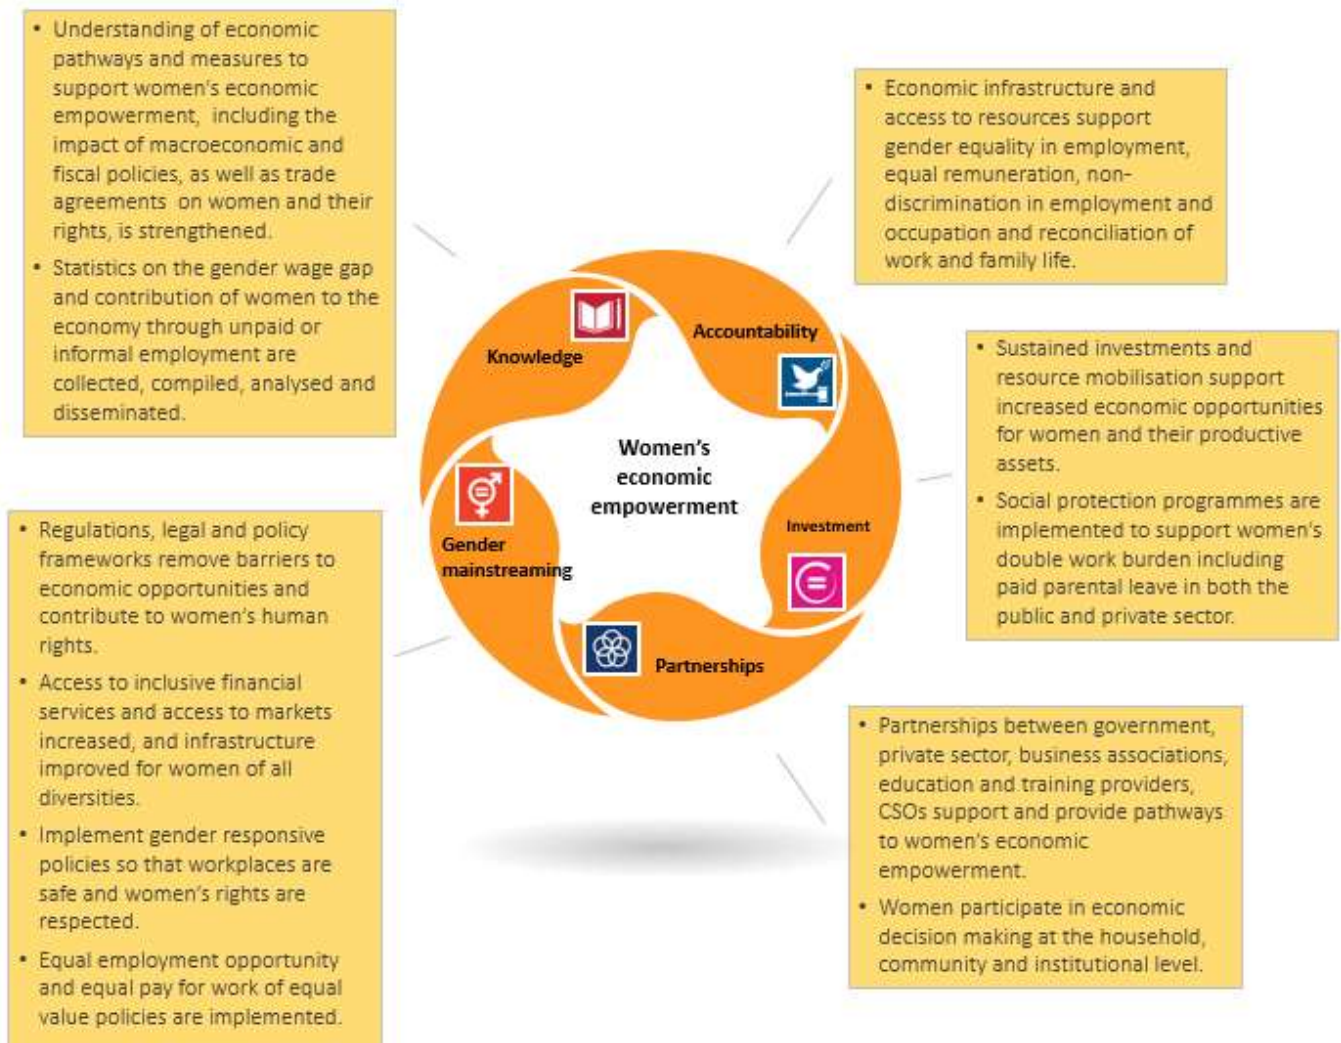 • Understanding of economic
pathways and measures to
support women's economic
empowerment,  including the
impact of macroeconomic and
fiscal policies, as well as trade
agreements  on women and their
rights, is strengthened.
• Statistics on the gender wage gap
and contribution of women to the
economy through unpaid or
informal employment are
collected, compiled, analysed and
disseminated.
• Economic infrastructure and
access to resources support
gender equality in employment,
equal remuneration, non-
discrimination in employment and
occupation and reconciliation of
work and family life.
Knowledge
Accountability
Women's
economic
empowerment
Gender
mainstreaming
Investment
Partnerships
• Sustained investments and
resource mobilisation support
increased economic opportunities
for women and their productive
assets.
• Social protection programmes are
implemented to support women's
double work burden including
paid parental leave in both the
public and private sector.
• Regulations, legal and policy
frameworks remove barriers to
economic opportunities and
contribute to women's human
rights.
• Access to inclusive financial
services and access to markets
increased, and infrastructure
improved for women of all
diversities.
• Implement gender responsive
policies so that workplaces are
safe and women's rights are
respected.
• Equal employment opportunity
and equal pay for work of equal
value policies are implemented.
• Partnerships between government,
private sector, business associations,
education and training providers,
CSOs support and provide pathways
to women's economic
empowerment.
• Women participate in economic
decision making at the household,
community and institutional level.